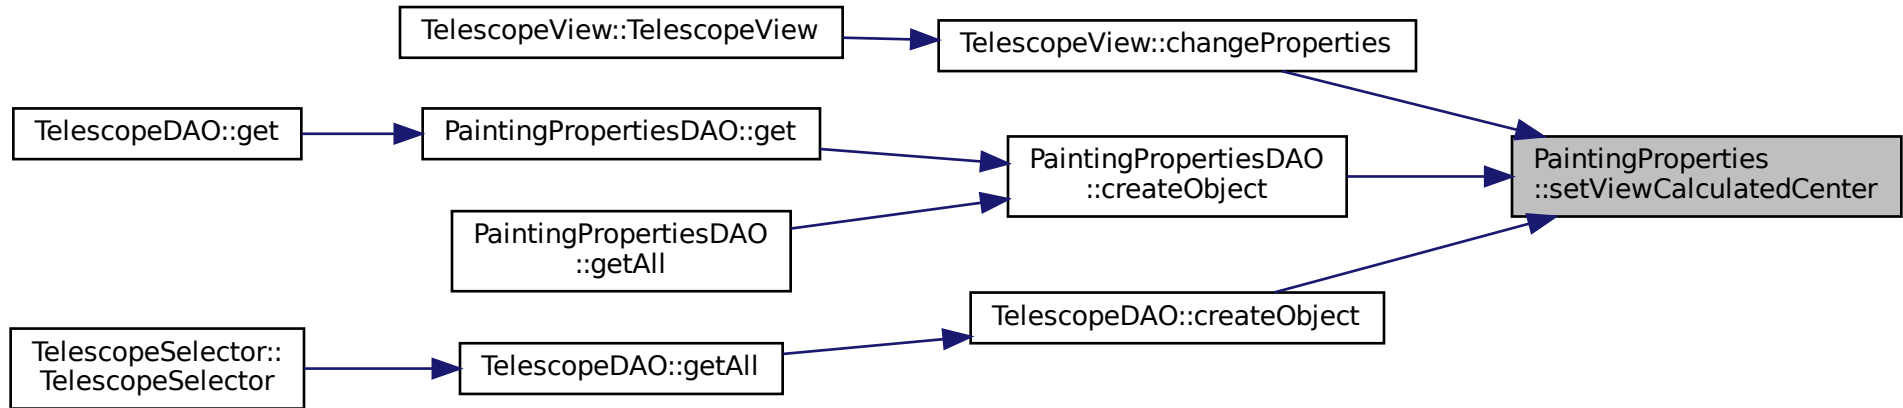 TelescopeView::TelescopeView
TelescopeView::changeProperties
TelescopeDAO::get
PaintingPropertiesDAO::get
PaintingPropertiesDAO
::createObject
PaintingProperties
::setViewCalculatedCenter
PaintingPropertiesDAO
::getAll
TelescopeDAO::createObject
TelescopeSelector::
TelescopeSelector
TelescopeDAO::getAll